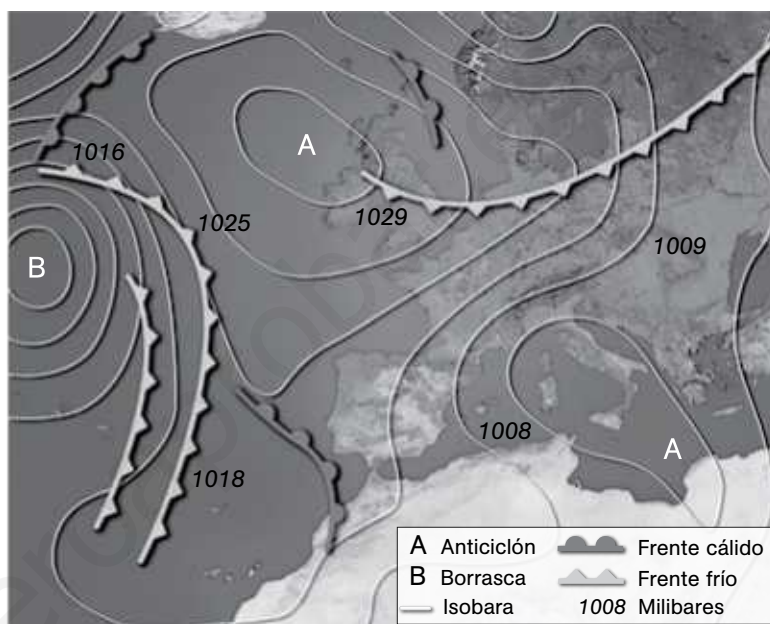 A
1016
1025
1029
B
1009
1008
A
1018
A Anticiclón
Frente cálido
B Borrasca
Frente frío
Isobara
1008 Milibares